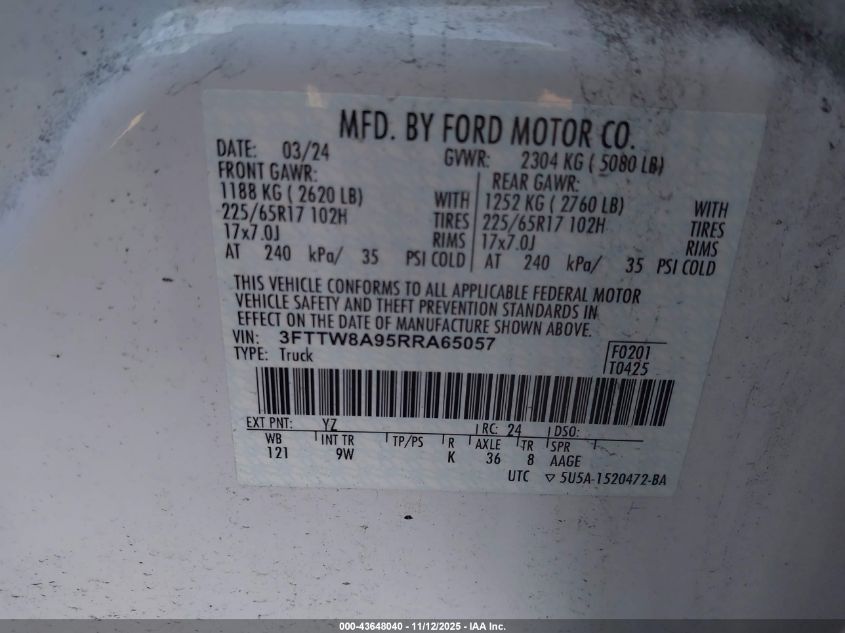 MFD. BY FORD MOTOR CO.
DATE: 03/24 GVWR: 2304 KG ( 5080 LB)
FRONT GAWR: REAR GAWR:
1188 KG ( 2620 LB) WITH 1252 KG ( 2760 LB) WITH
225/65R17 102H TIRES 225/65R17 102H TIRES
17x7.0J RIMS 17x7.0J RIMS
AT 240 kPa/ 35 PSI COLD AT 240 kPa/ 35 PSI COLD
THIS VEHICLE CONFORMS TO ALL APPLICABLE FEDERAL MOTOR
VEHICLE SAFETY AND THEFT PREVENTION STANDARDS IN
EFFECT ON THE DATE OF MANUFACTURE SHOWN ABOVE.
VIN: 3FTTW8A95RRA65057
TYPE: Truck
F0201
T0425
EXT PNT: YZ RC: 24 DSO:
WB INT TR TP/PS R AXLE TR SPR
121 9W K 36 8 AAGE
UTC ▽ 5U5A-1520472-BA
000-43648040 - 11/12/2025 - IAA Inc.